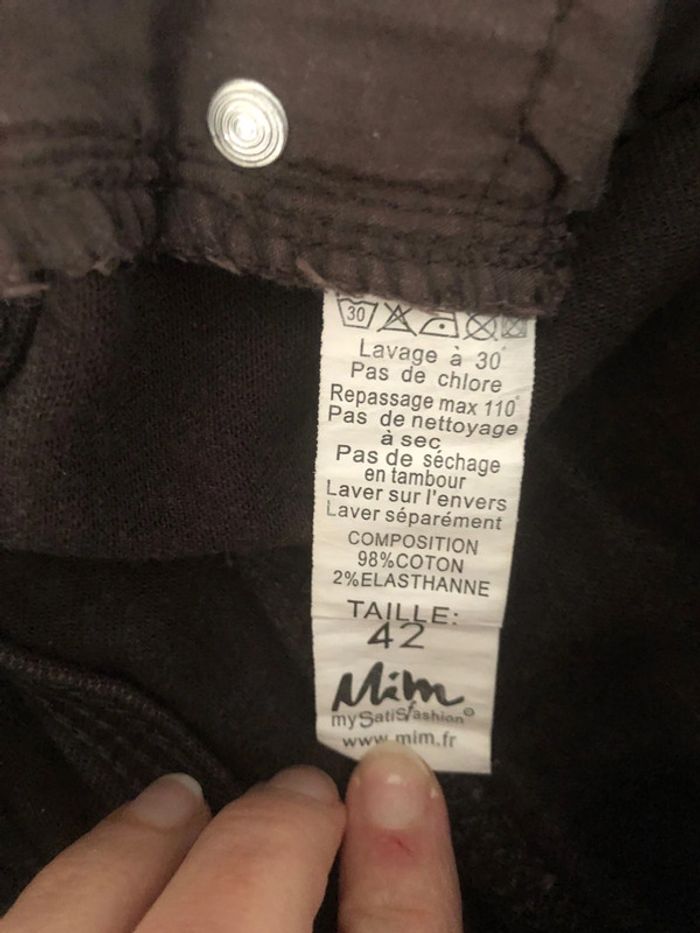 30
Lavage à 30°
Pas de chlore
Repassage max 110°
Pas de nettoyage
à sec
Pas de séchage
en tambour
Laver sur l'envers
Laver séparément
COMPOSITION
98%COTON
2%ELASTHANNE
TAILLE:
42
Mim
mySatisfashion©
www.mim.fr